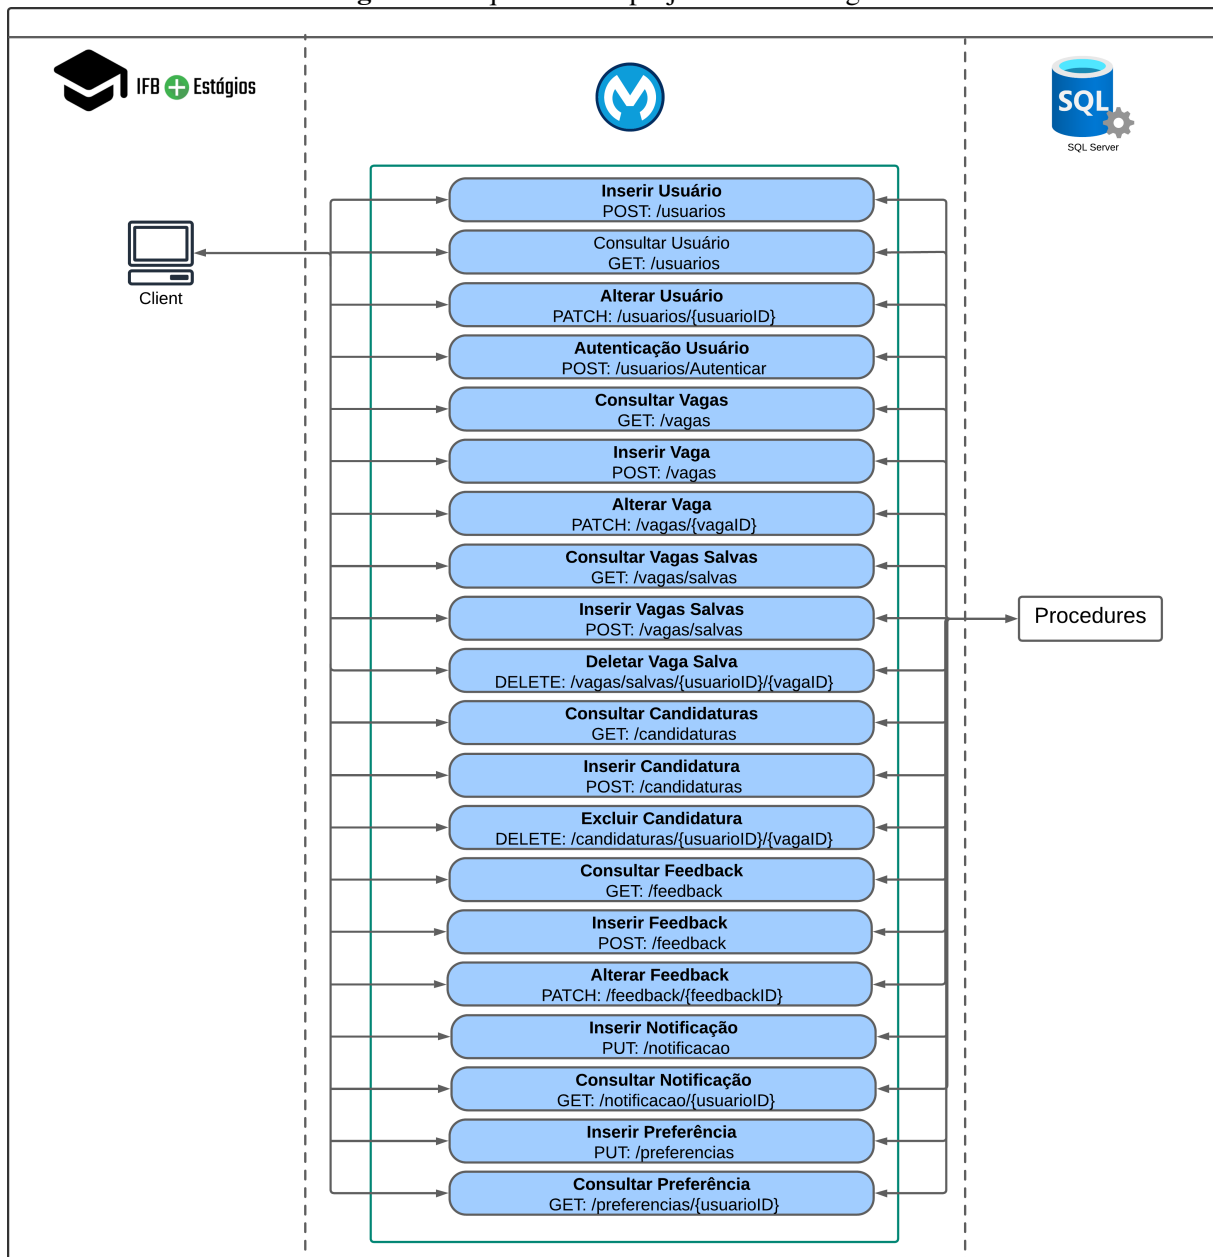 IFB + Estágios
SQL
SQL Server
Inserir Usuário
POST: /usuarios
Consultar Usuário
GET: /usuarios
Client
Alterar Usuário
PATCH: /usuarios/{usuarioID}
Autenticação Usuário
POST: /usuarios/Autenticar
Consultar Vagas
GET: /vagas
Inserir Vaga
POST: /vagas
Alterar Vaga
PATCH: /vagas/{vagaID}
Consultar Vagas Salvas
GET: /vagas/salvas
Inserir Vagas Salvas
POST: /vagas/salvas
Procedures
Deletar Vaga Salva
DELETE: /vagas/salvas/{usuarioID}/{vagaID}
Consultar Candidaturas
GET: /candidaturas
Inserir Candidatura
POST: /candidaturas
Excluir Candidatura
DELETE: /candidaturas/{usuarioID}/{vagaID}
Consultar Feedback
GET: /feedback
Inserir Feedback
POST: /feedback
Alterar Feedback
PATCH: /feedback/{feedbackID}
Inserir Notificação
PUT: /notificacao
Consultar Notificação
GET: /notificacao/{usuarioID}
Inserir Preferência
PUT: /preferencias
Consultar Preferência
GET: /preferencias/{usuarioID}